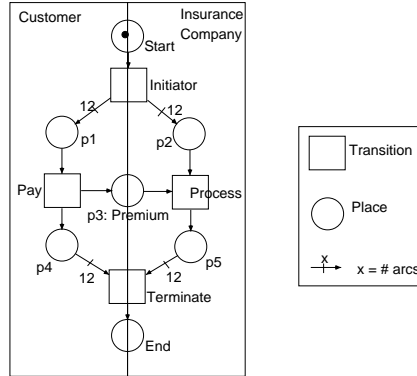 Customer
Insurance
Company
Start
Initiator
12
12
p1
p2
Pay
Process
p3: Premium
p4
p5
12
12
Terminate
End
Transition
Place
x
x = # arcs